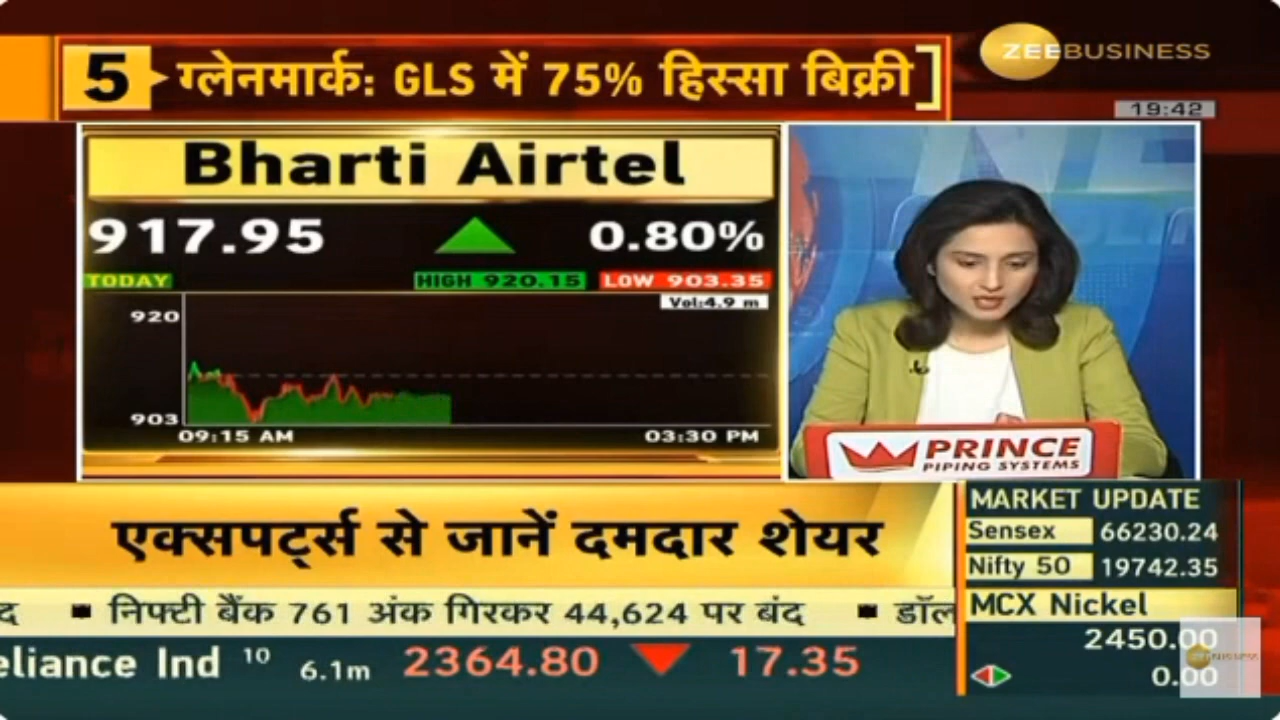 5 ग्लेनमार्क: GLS में 75% हिस्सा बिक्री]
ZEEBUSINESS
19:42
Bharti Airtel
917.95 0.80%
TODAY HIGH 920.15 LOW 903.35
Vol:4.9 m
920
903
09:15 AM 03:30 PM
PRINCE
PIPING SYSTEMS
एक्सपर्ट्स से जानें दमदार शेयर
MARKET UPDATE
Sensex 66230.24
Nifty 50 19742.35
द ■ निफ्टी बैंक 761 अंक गिरकर 44,624 पर बंद ■ डॉल
MCX Nickel
2450.00
0.00
eliance Ind 10 6.1m 2364.80 17.35